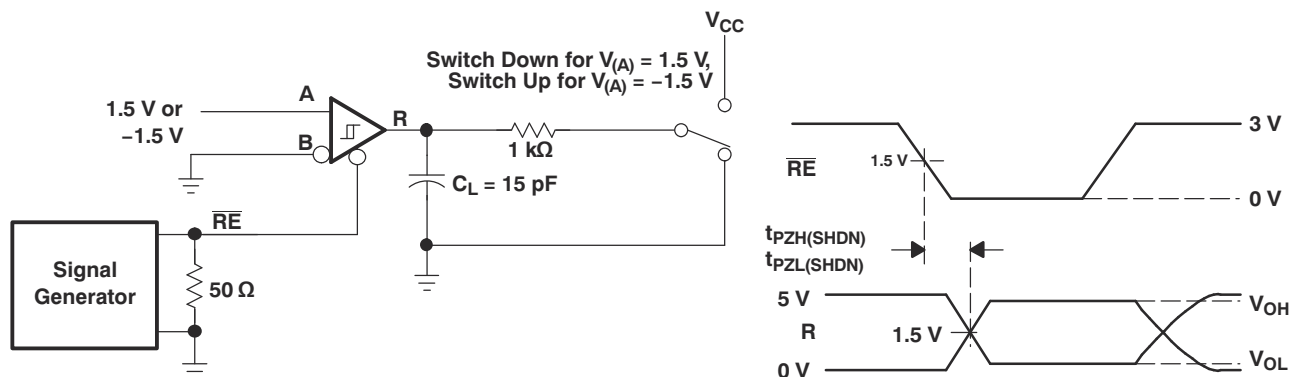 V_CC
Switch Down for V_(A) = 1.5 V,
Switch Up for V_(A) = −1.5 V
A
1.5 V or
−1.5 V
B
R
1 kΩ
C_L = 15 pF
R̅E̅
Signal
Generator
50 Ω
3 V
1.5 V
R̅E̅
0 V
t_PZH(SHDN)
t_PZL(SHDN)
5 V
V_OH
R
1.5 V
0 V
V_OL